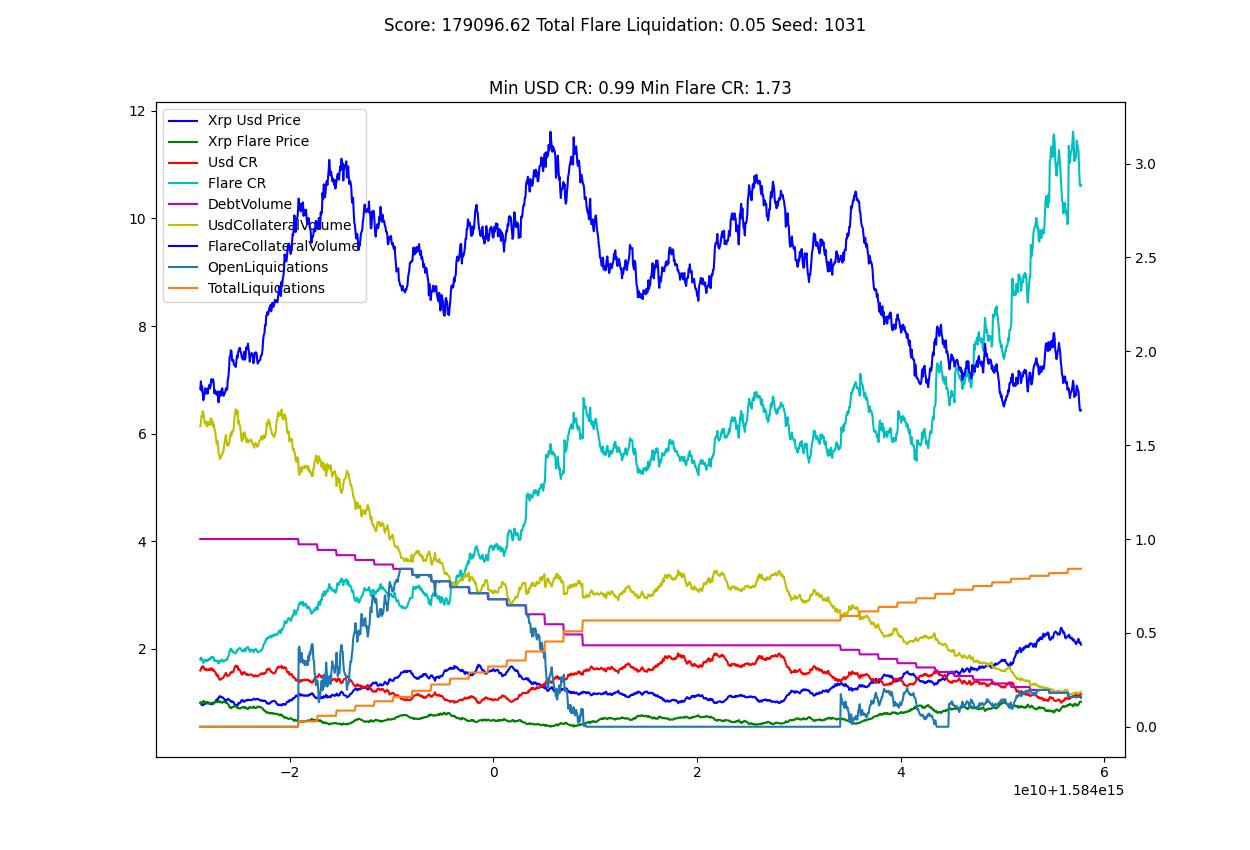 Score: 179096.62 Total Flare Liquidation: 0.05 Seed: 1031
Min USD CR: 0.99 Min Flare CR: 1.73
Xrp Usd Price
Xrp Flare Price
Usd CR
Flare CR
DebtVolume
UsdCollateralVolume
FlareCollateralVolume
OpenLiquidations
TotalLiquidations
12
10
8
6
4
2
3.0
2.5
2.0
1.5
1.0
0.5
0.0
−2
0
2
4
6
1e10+1.584e15